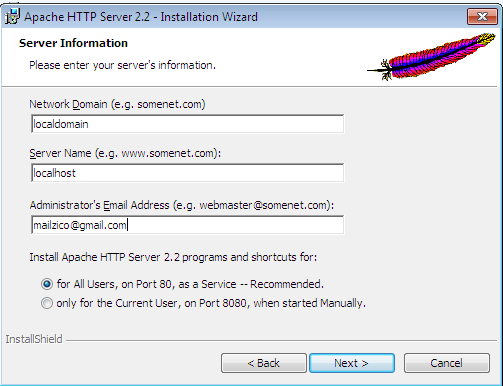 Apache HTTP Server 2.2 - Installation Wizard
Server Information
Please enter your server's information.
Network Domain (e.g. somenet.com)
localdomain
Server Name (e.g. www.somenet.com):
localhost
Administrator's Email Address (e.g. webmaster@somenet.com):
mailzico@gmail.com
Install Apache HTTP Server 2.2 programs and shortcuts for:
for All Users, on Port 80, as a Service -- Recommended.
only for the Current User, on Port 8080, when started Manually.
InstallShield
< Back Next > Cancel